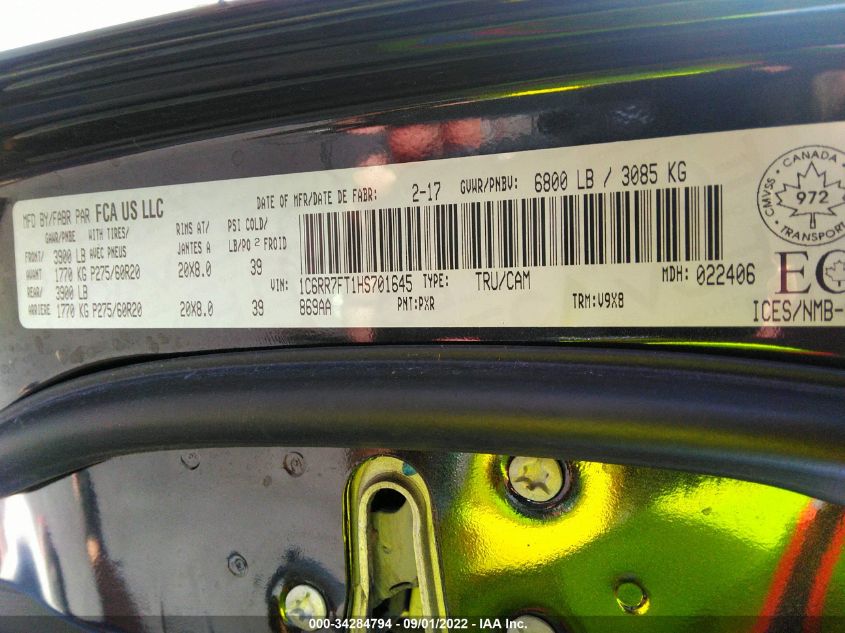 MFD BY/FABR PAR FCA US LLC DATE OF MFR/DATE DE FABR: 2-17 GVWR/PNBV: 6800 LB / 3085 KG
GAWR/PNBE WITH TIRES/ RIMS AT/ PSI COLD/
AVEC PNEUS JANTES A LB/PO2 FROID
FRONT/ 3900 LB
AVANT 1770 KG P275/60R20 20X8.0 39
REAR/ 3900 LB
ARRIERE 1770 KG P275/60R20 20X8.0 39
VIN: 1C6RR7FT1HS701645 TYPE: TRU/CAM MDH: 022406
869AA PNT:PXR TRM:V9X8
CANADA
CMVSS
972
TRANSPORT
ICES/NMB-
000-34284794 - 09/01/2022 - IAA Inc.